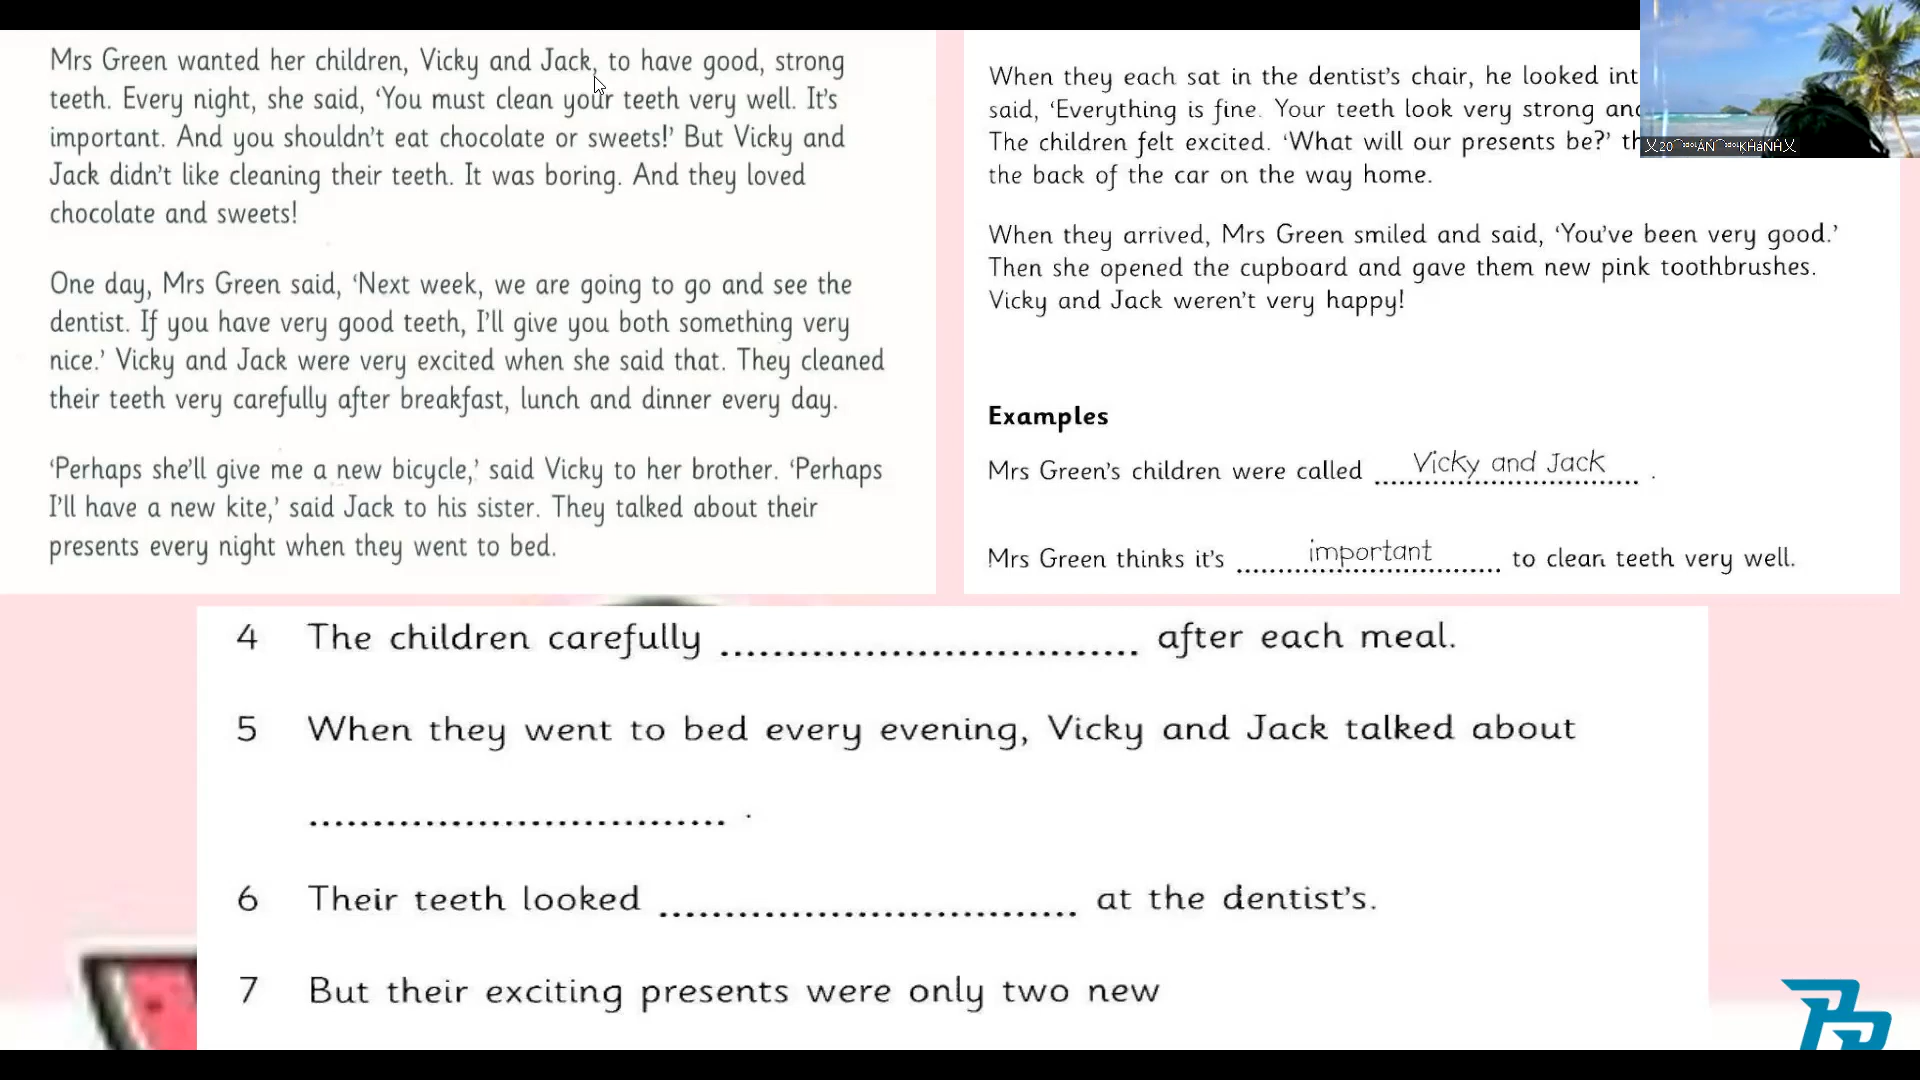 Mrs Green wanted her children, Vicky and Jack, to have good, strong
teeth. Every night, she said, ‘You must clean your teeth very well. It’s
important. And you shouldn’t eat chocolate or sweets!’ But Vicky and
Jack didn’t like cleaning their teeth. It was boring. And they loved
chocolate and sweets!
One day, Mrs Green said, ‘Next week, we are going to go and see the
dentist. If you have very good teeth, I’ll give you both something very
nice.’ Vicky and Jack were very excited when she said that. They cleaned
their teeth very carefully after breakfast, lunch and dinner every day.
‘Perhaps she’ll give me a new bicycle,’ said Vicky to her brother. ‘Perhaps
I’ll have a new kite,’ said Jack to his sister. They talked about their
presents every night when they went to bed.
When they each sat in the dentist’s chair, he looked
said, ‘Everything is fine. Your teeth look very strong
The children felt excited. ‘What will our presents be?’
the back of the car on the way home.
When they arrived, Mrs Green smiled and said, ‘You’ve been very good.’
Then she opened the cupboard and gave them new pink toothbrushes.
Vicky and Jack weren’t very happy!
Examples
Mrs Green’s children were called Vicky and Jack .
Mrs Green thinks it’s important to clean teeth very well.
4 The children carefully ................................ after each meal.
5 When they went to bed every evening, Vicky and Jack talked about
................................ .
6 Their teeth looked ................................ at the dentist’s.
7 But their exciting presents were only two new